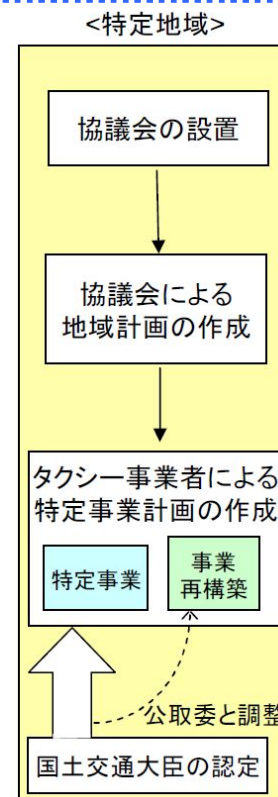 <特定地域>
協議会の設置
協議会による
地域計画の作成
タクシー事業者による
特定事業計画の作成
特定事業
事業
再構築
公取委と調整
国土交通大臣の認定